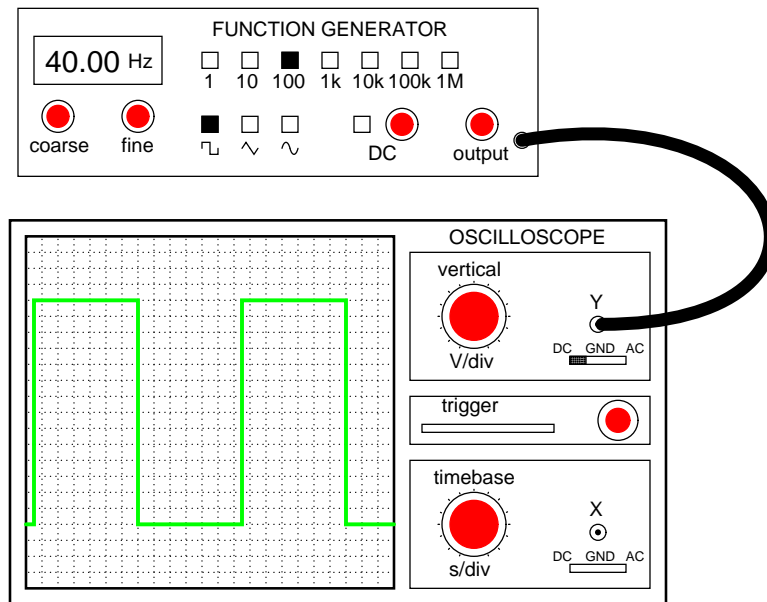 FUNCTION GENERATOR
40.00 Hz
1 10 100 1k 10k 100k 1M
coarse fine DC output
OSCILLOSCOPE
vertical
Y
DC GND AC
V/div
trigger
timebase
X
DC GND AC
s/div